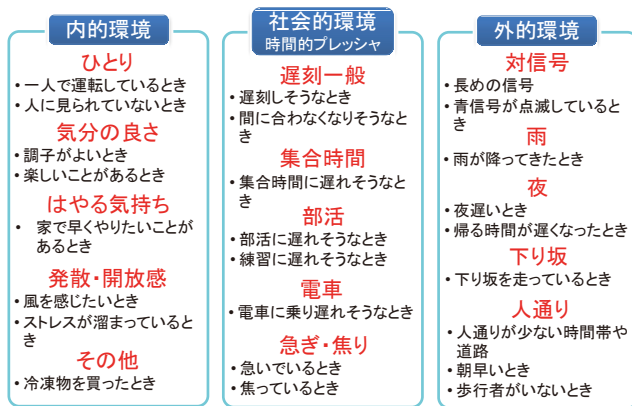 内的環境
ひとり
・一人で運転しているとき
・人に見られていないとき
気分の良さ
・調子がよいとき
・楽しいことがあるとき
はやる気持ち
・ 家で早くやりたいことが
あるとき
発散・開放感
・風を感じたいとき
・ストレスが溜まっていると
き
その他
・冷凍物を買ったとき
社会的環境
時間的プレッシャ
遅刻一般
・遅刻しそうなとき
・間に合わなくなりそうなと
き
集合時間
・集合時間に遅れそうなと
き
部活
・部活に遅れそうなとき
・練習に遅れそうなとき
電車
・電車に乗り遅れそうなとき
急ぎ・焦り
・急いでいるとき
・焦っているとき
外的環境
対信号
・長めの信号
・青信号が点滅していると
き
雨
・雨が降ってきたとき
夜
・夜遅いとき
・帰る時間が遅くなったとき
下り坂
・下り坂を走っているとき
人通り
・人通りが少ない時間帯や
道路
・朝早いとき
・歩行者がいないとき